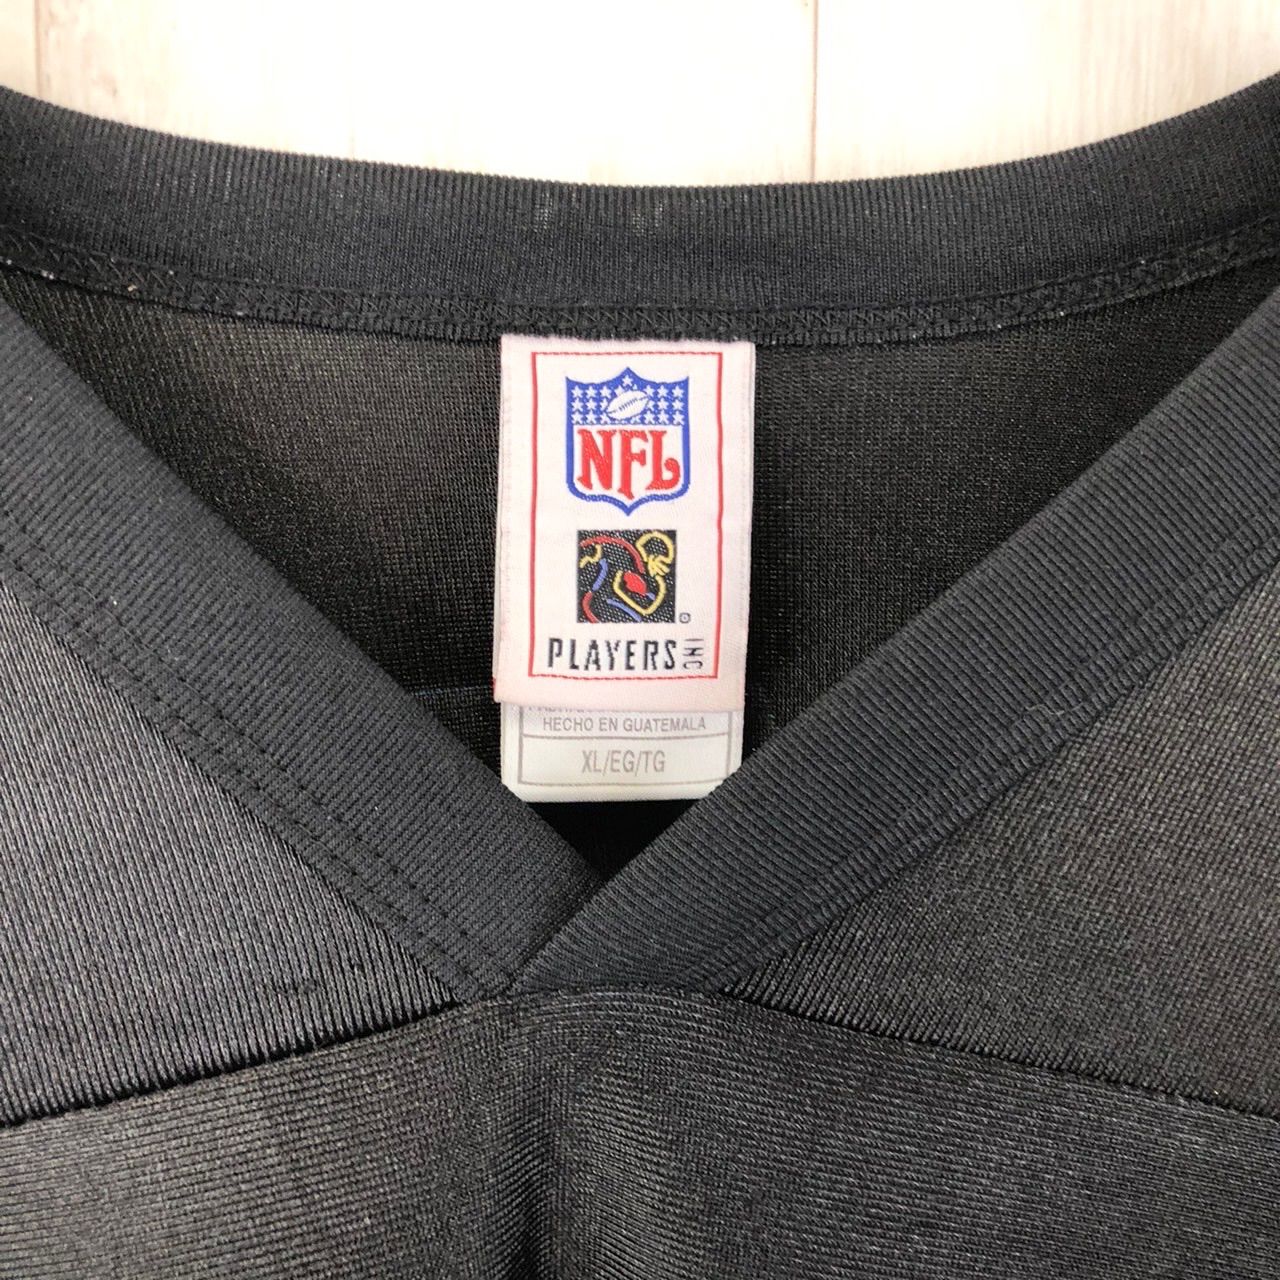 NFL
PLAYERS INC
HECHO EN GUATEMALA
XL/EG/TG